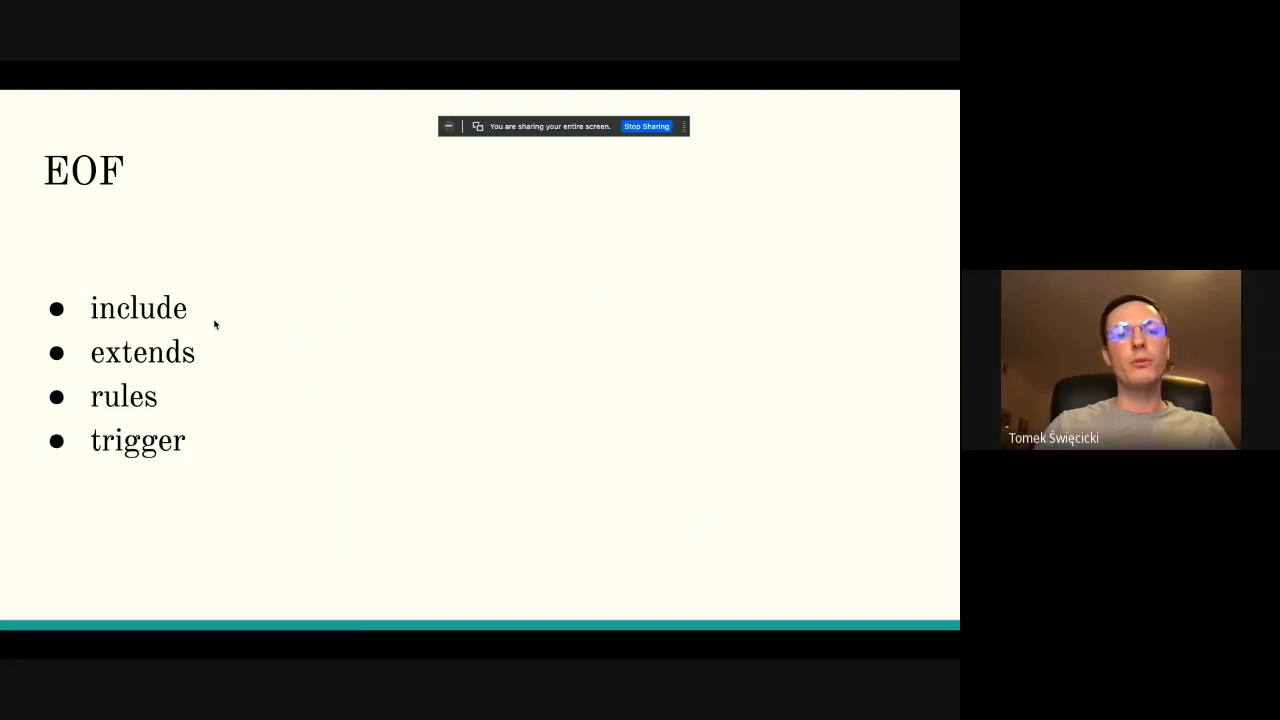 You are sharing your entire screen. Stop Sharing
EOF
include
extends
rules
trigger
Tomek Święcicki